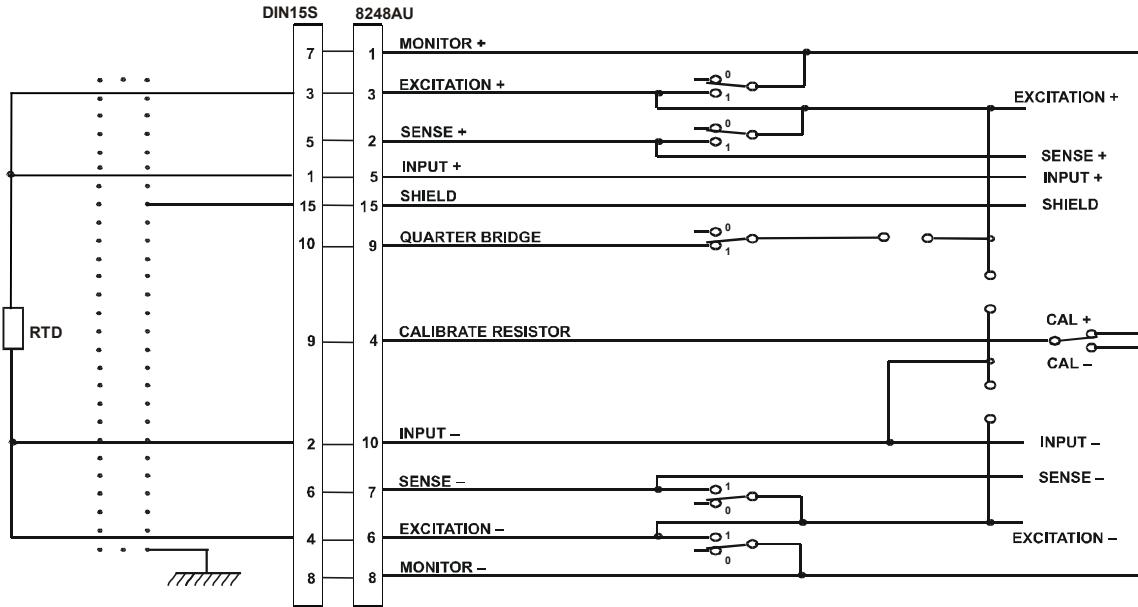 DIN15S 8248AU
7 1 MONITOR +
0
3 3 EXCITATION + 1 EXCITATION +
0
5 2 SENSE + 1
SENSE +
1 5 INPUT + INPUT +
15 15 SHIELD SHIELD
0
10 9 QUARTER BRIDGE 1
CAL +
RTD 9 4 CALIBRATE RESISTOR
CAL –
2 10 INPUT – INPUT –
6 7 SENSE – 1 SENSE –
0
4 6 EXCITATION – 1 EXCITATION –
0
8 8 MONITOR –